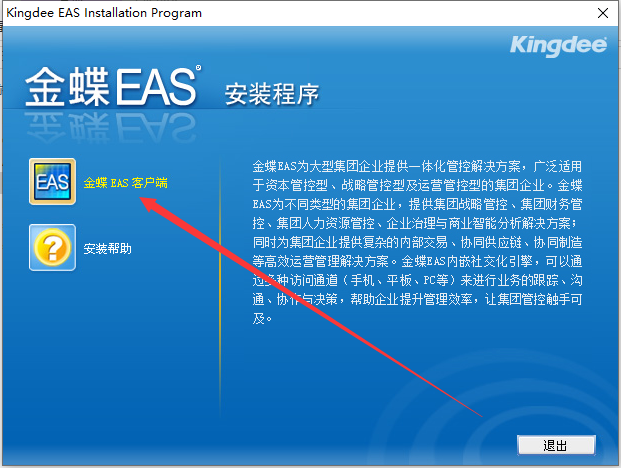 Kingdee EAS Installation Program
Kingdee
金蝶EAS 安装程序
金蝶 EAS 客户端
安装帮助
金蝶EAS为大型集团企业提供一体化管控解决方案，广泛适用
于资本管控型、战略管控型及运营管控型的集团企业。金蝶
EAS为不同类型的集团企业，提供集团战略管控、集团财务管
控、集团人力资源管控、企业治理与商业智能分析解决方案；
同时为集团企业提供复杂的内部交易、协同供应链、协同制造
等高效运营管理解决方案。金蝶EAS内嵌社交化引擎，可以通
过多种访问通道（手机、平板、PC等）来进行业务的跟踪、沟
通、协作与决策，帮助企业提升管理效率，让集团管控触手可
及。
退出